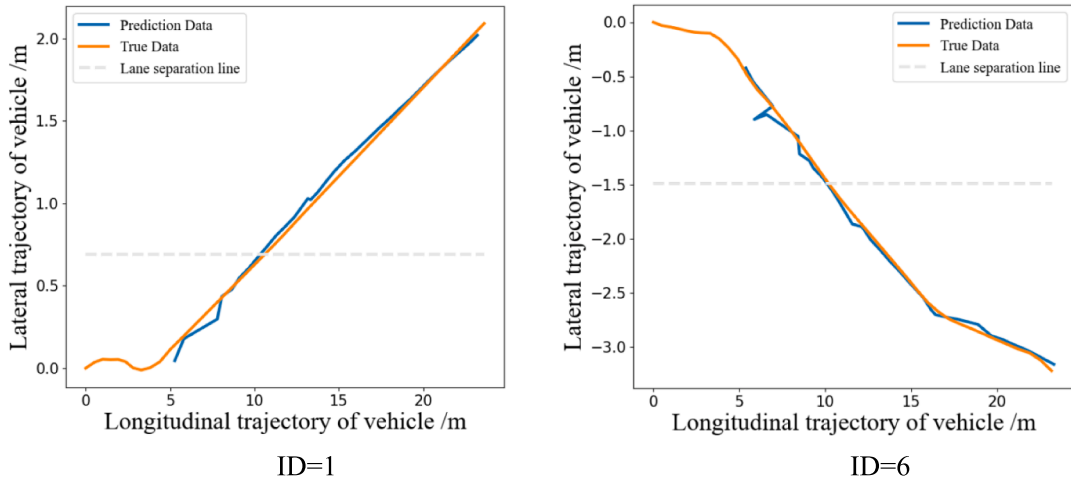 Prediction Data
True Data
Lane separation line
2.0
1.5
1.0
0.5
0.0
Lateral trajectory of vehicle /m
0 5 10 15 20
Longitudinal trajectory of vehicle /m
ID=1
Prediction Data
True Data
Lane separation line
0.0
−0.5
−1.0
−1.5
−2.0
−2.5
−3.0
Lateral trajectory of vehicle /m
0 5 10 15 20
Longitudinal trajectory of vehicle /m
ID=6